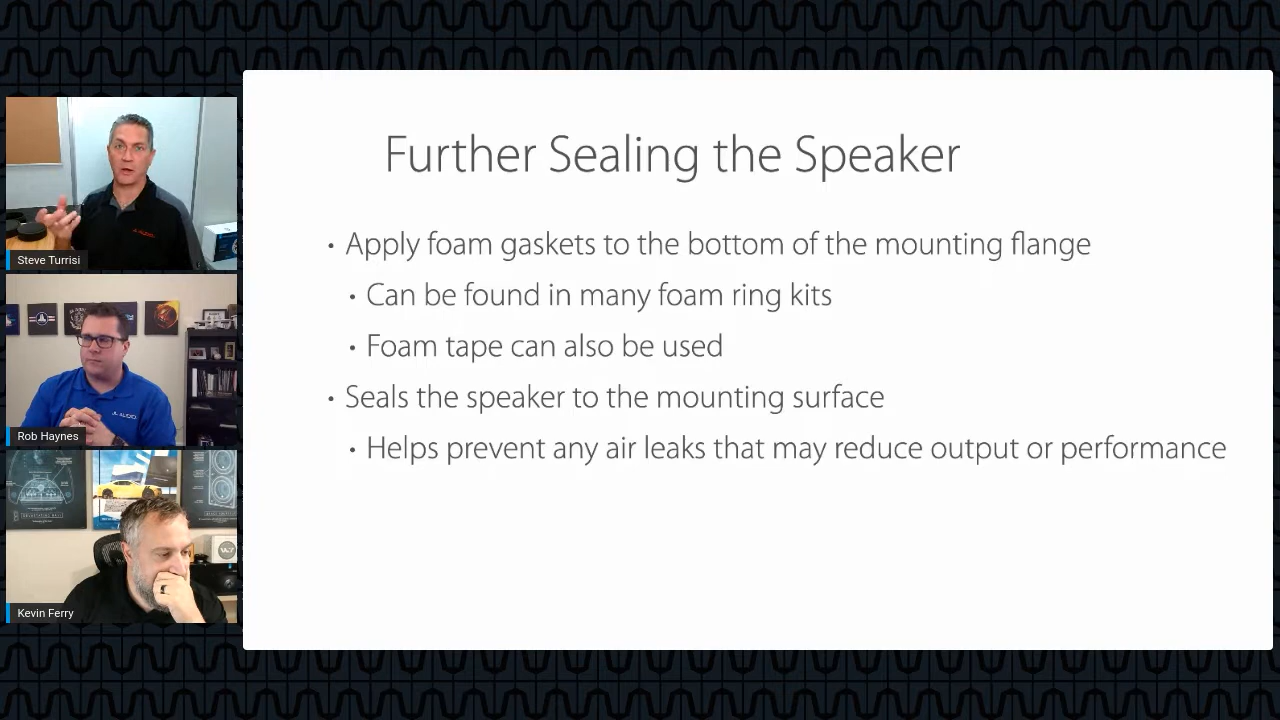 Further Sealing the Speaker
• Apply foam gaskets to the bottom of the mounting flange
• Can be found in many foam ring kits
• Foam tape can also be used
• Seals the speaker to the mounting surface
• Helps prevent any air leaks that may reduce output or performance
Steve Turrisi
JL AUDIO
Rob Haynes
Kevin Ferry